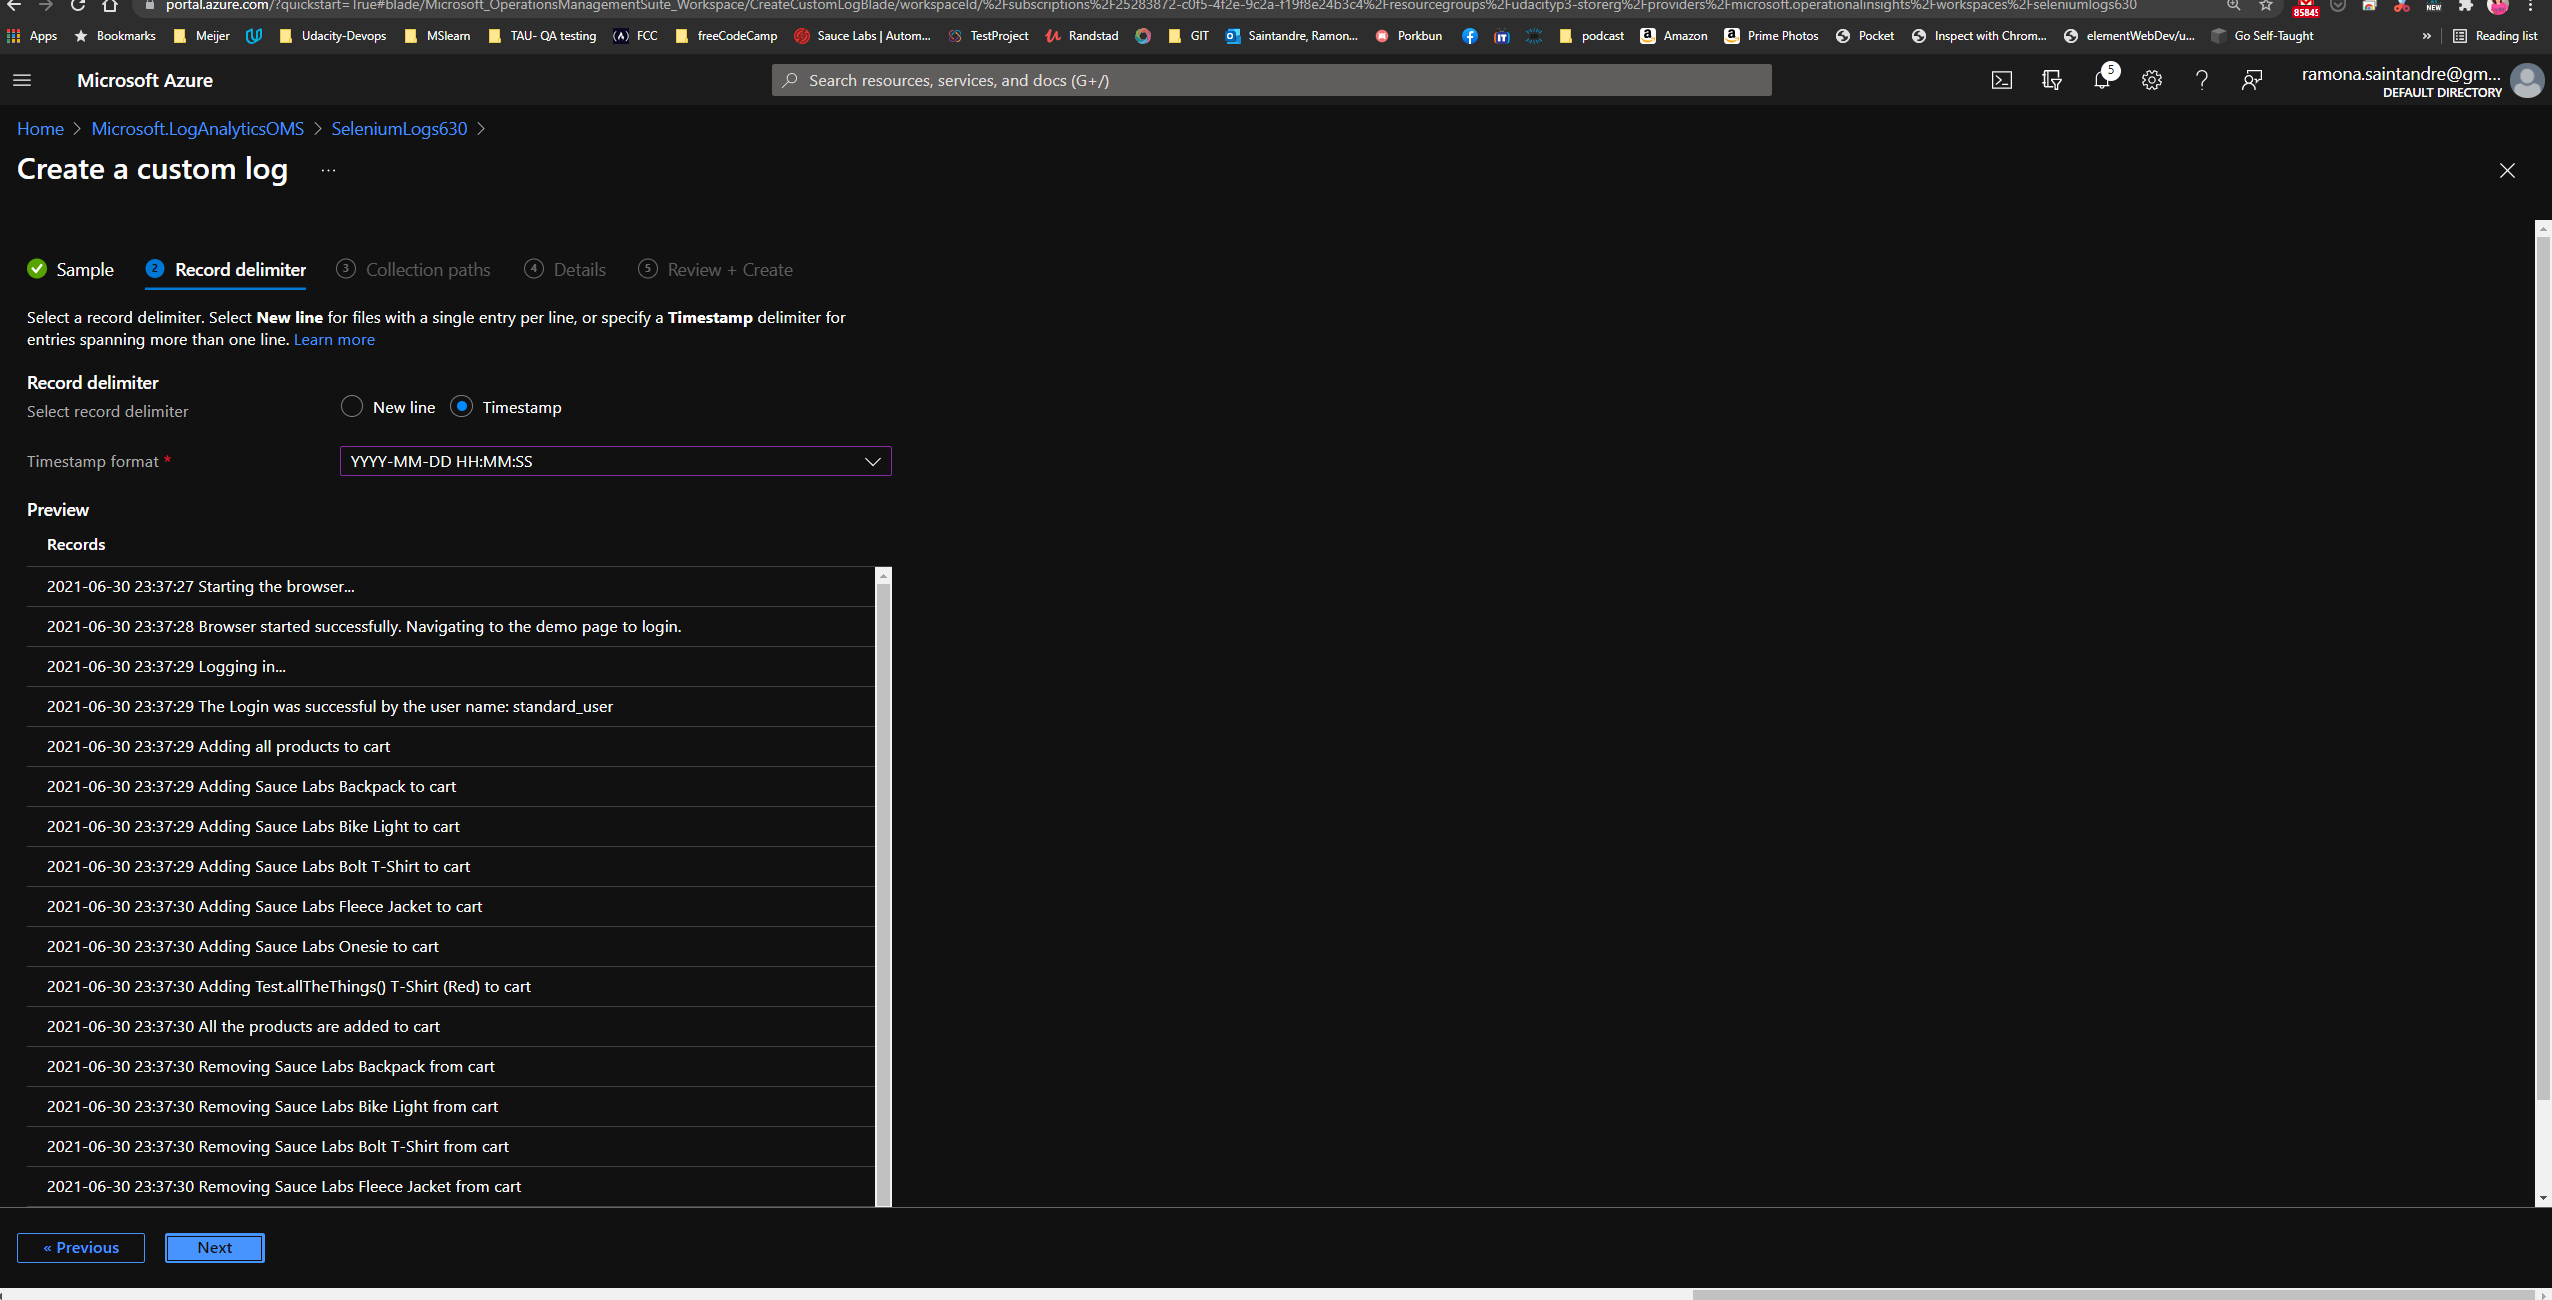 portal.azure.com/?quickstart=True#blade/Microsoft_OperationsManagementSuite_Workspace/CreateCustomLogBlade/workspaceId/%2Fsubscriptions%2F25283872-c0f5-4f2e-9c2a-f19f8e24b3c4%2Fresourcegroups%2Fudacityp3-storerg%2Fproviders%2Fmicrosoft.operationalinsights%2Fworkspaces%2Fseleniumlogs630 85845 NEW
Apps Bookmarks Meijer Udacity-Devops MSlearn TAU- QA testing FCC freeCodeCamp Sauce Labs | Autom... TestProject Randstad GIT Saintandre, Ramon... Porkbun podcast Amazon Prime Photos Pocket Inspect with Chrom... elementWebDev/u... Go Self-Taught » Reading list
Microsoft Azure Search resources, services, and docs (G+/) 5 ramona.saintandre@gm...
DEFAULT DIRECTORY
Home > Microsoft.LogAnalyticsOMS > SeleniumLogs630 >
Create a custom log ...
Sample 2 Record delimiter 3 Collection paths 4 Details 5 Review + Create
Select a record delimiter. Select New line for files with a single entry per line, or specify a Timestamp delimiter for
entries spanning more than one line. Learn more
Record delimiter
Select record delimiter New line Timestamp
Timestamp format * YYYY-MM-DD HH:MM:SS
Preview
Records
2021-06-30 23:37:27 Starting the browser...
2021-06-30 23:37:28 Browser started successfully. Navigating to the demo page to login.
2021-06-30 23:37:29 Logging in...
2021-06-30 23:37:29 The Login was successful by the user name: standard_user
2021-06-30 23:37:29 Adding all products to cart
2021-06-30 23:37:29 Adding Sauce Labs Backpack to cart
2021-06-30 23:37:29 Adding Sauce Labs Bike Light to cart
2021-06-30 23:37:29 Adding Sauce Labs Bolt T-Shirt to cart
2021-06-30 23:37:30 Adding Sauce Labs Fleece Jacket to cart
2021-06-30 23:37:30 Adding Sauce Labs Onesie to cart
2021-06-30 23:37:30 Adding Test.allTheThings() T-Shirt (Red) to cart
2021-06-30 23:37:30 All the products are added to cart
2021-06-30 23:37:30 Removing Sauce Labs Backpack from cart
2021-06-30 23:37:30 Removing Sauce Labs Bike Light from cart
2021-06-30 23:37:30 Removing Sauce Labs Bolt T-Shirt from cart
2021-06-30 23:37:30 Removing Sauce Labs Fleece Jacket from cart
« Previous Next